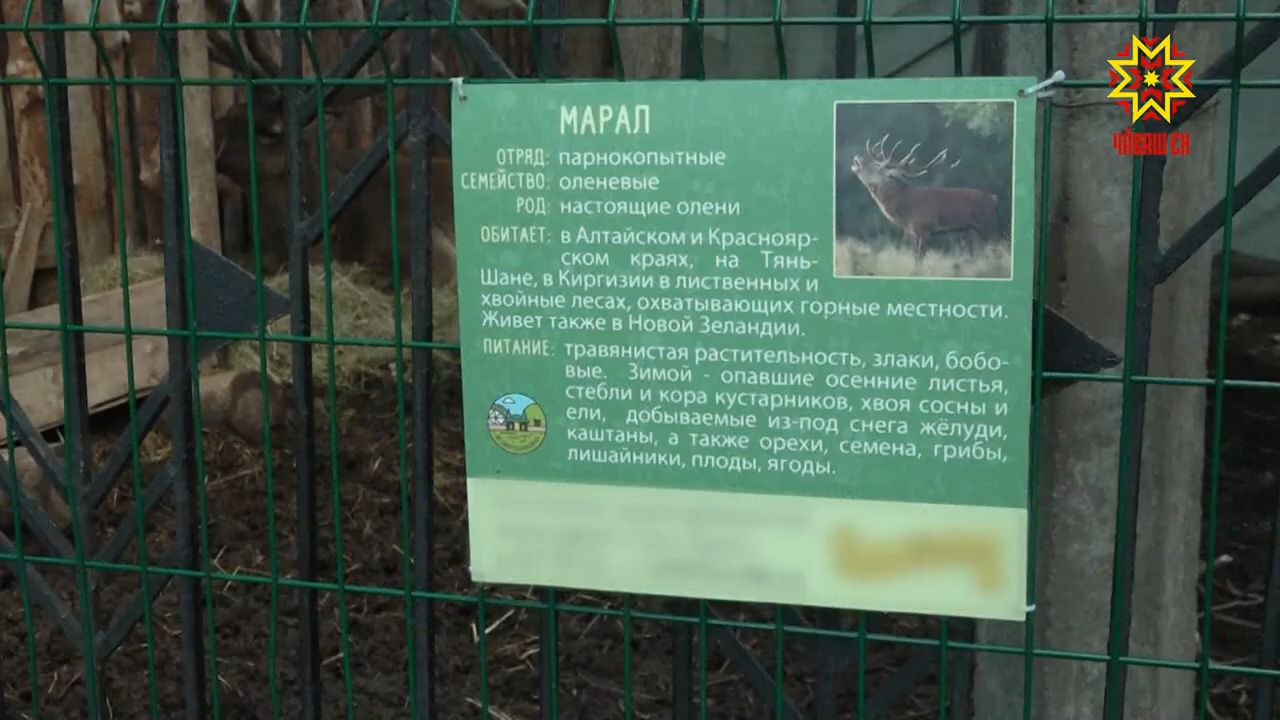 МАРАЛ
ОТРЯД: парнокопытные
СЕМЕЙСТВО: оленевые
РОД: настоящие олени
ОБИТАЕТ: в Алтайском и Краснояр-
ском краях, на Тянь-
Шане, в Киргизии в лиственных и
хвойные лесах, охватывающих горные местности.
Живет также в Новой Зеландии.
ПИТАНИЕ: травянистая растительность, злаки, бобо-
вые. Зимой - опавшие осенние листья,
стебли и кора кустарников, хвоя сосны и
ели, добываемые из-под снега жёлуди,
каштаны, а также орехи, семена, грибы,
лишайники, плоды, ягоды.
ЧӐВАШ ЕН